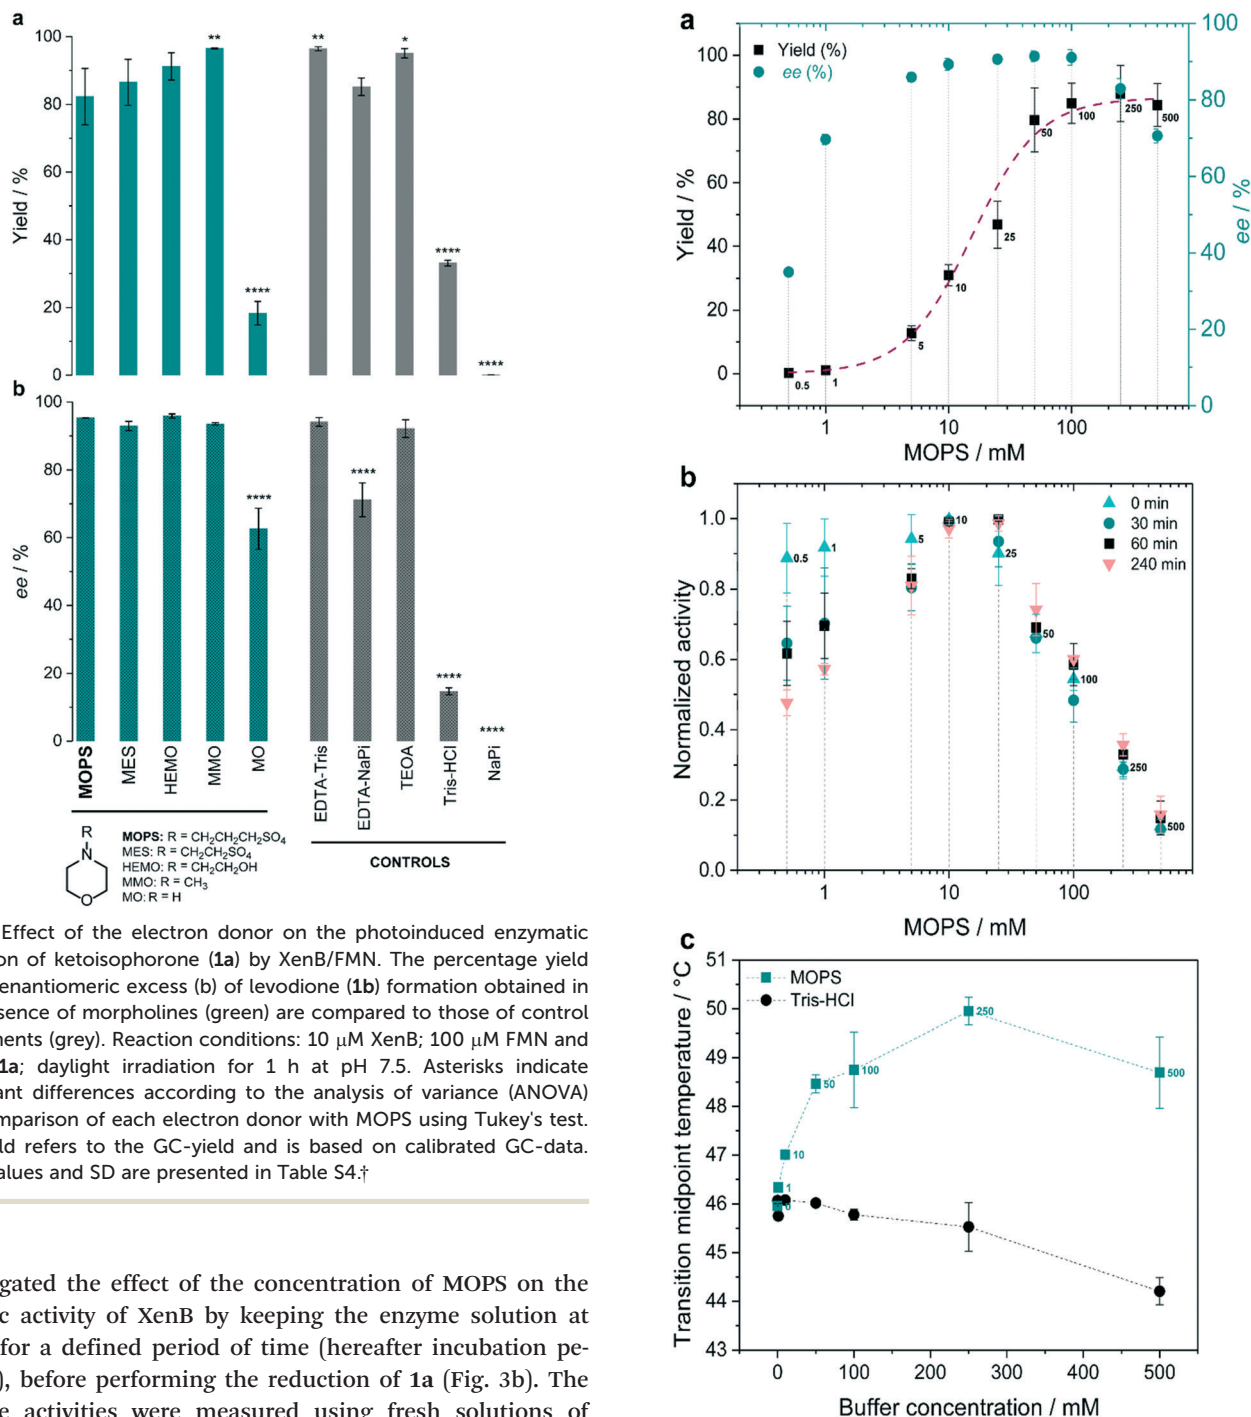 a
100
80
60
40
20
0
Yield / %
**
****
**
*
****
****
b
100
80
60
40
20
0
ee / %
****
****
****
****
MOPS
MES
HEMO
MMO
MO
EDTA-Tris
EDTA-NaPi
TEOA
Tris-HCl
NaPi
CONTROLS
R
N
O
MOPS: R = CH₂CH₂CH₂SO₄
MES: R = CH₂CH₂SO₄
HEMO: R = CH₂CH₂OH
MMO: R = CH₃
MO: R = H
Effect of the electron donor on the photoinduced enzymatic
on of ketoisophorone (1a) by XenB/FMN. The percentage yield
enantiomeric excess (b) of levodione (1b) formation obtained in
sence of morpholines (green) are compared to those of control
ments (grey). Reaction conditions: 10 μM XenB; 100 μM FMN and
1a; daylight irradiation for 1 h at pH 7.5. Asterisks indicate
ant differences according to the analysis of variance (ANOVA)
omparison of each electron donor with MOPS using Tukey's test.
ld refers to the GC-yield and is based on calibrated GC-data.
alues and SD are presented in Table S4.†
gated the effect of the concentration of MOPS on the
c activity of XenB by keeping the enzyme solution at
for a defined period of time (hereafter incubation pe-
), before performing the reduction of 1a (Fig. 3b). The
e activities were measured using fresh solutions of
a
100
80
60
40
20
0
Yield / %
Yield (%)
ee (%)
0.5
1
5
10
25
50
100
250
500
100
80
60
40
20
0
ee / %
1
10
100
MOPS / mM
b
1.0
0.8
0.6
0.4
0.2
0.0
Normalized activity
0 min
30 min
60 min
240 min
0.5
1
5
10
25
50
100
250
500
1
10
100
MOPS / mM
c
51
50
49
48
47
46
45
44
43
Transition midpoint temperature / °C
MOPS
Tris-HCl
0
1
10
50
100
250
500
0
100
200
300
400
500
Buffer concentration / mM